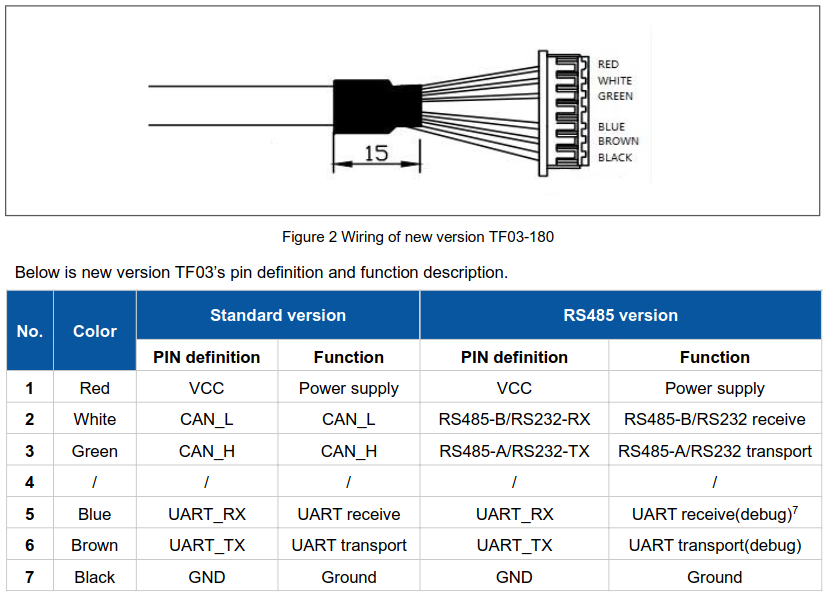 RED
WHITE
GREEN
BLUE
BROWN
BLACK
15
Figure 2 Wiring of new version TF03-180
Below is new version TF03's pin definition and function description.
No. Color Standard version RS485 version
PIN definition Function PIN definition Function
1 Red VCC Power supply VCC Power supply
2 White CAN_L CAN_L RS485-B/RS232-RX RS485-B/RS232 receive
3 Green CAN_H CAN_H RS485-A/RS232-TX RS485-A/RS232 transport
4 / / / / /
5 Blue UART_RX UART receive UART_RX UART receive(debug)7
6 Brown UART_TX UART transport UART_TX UART transport(debug)
7 Black GND Ground GND Ground